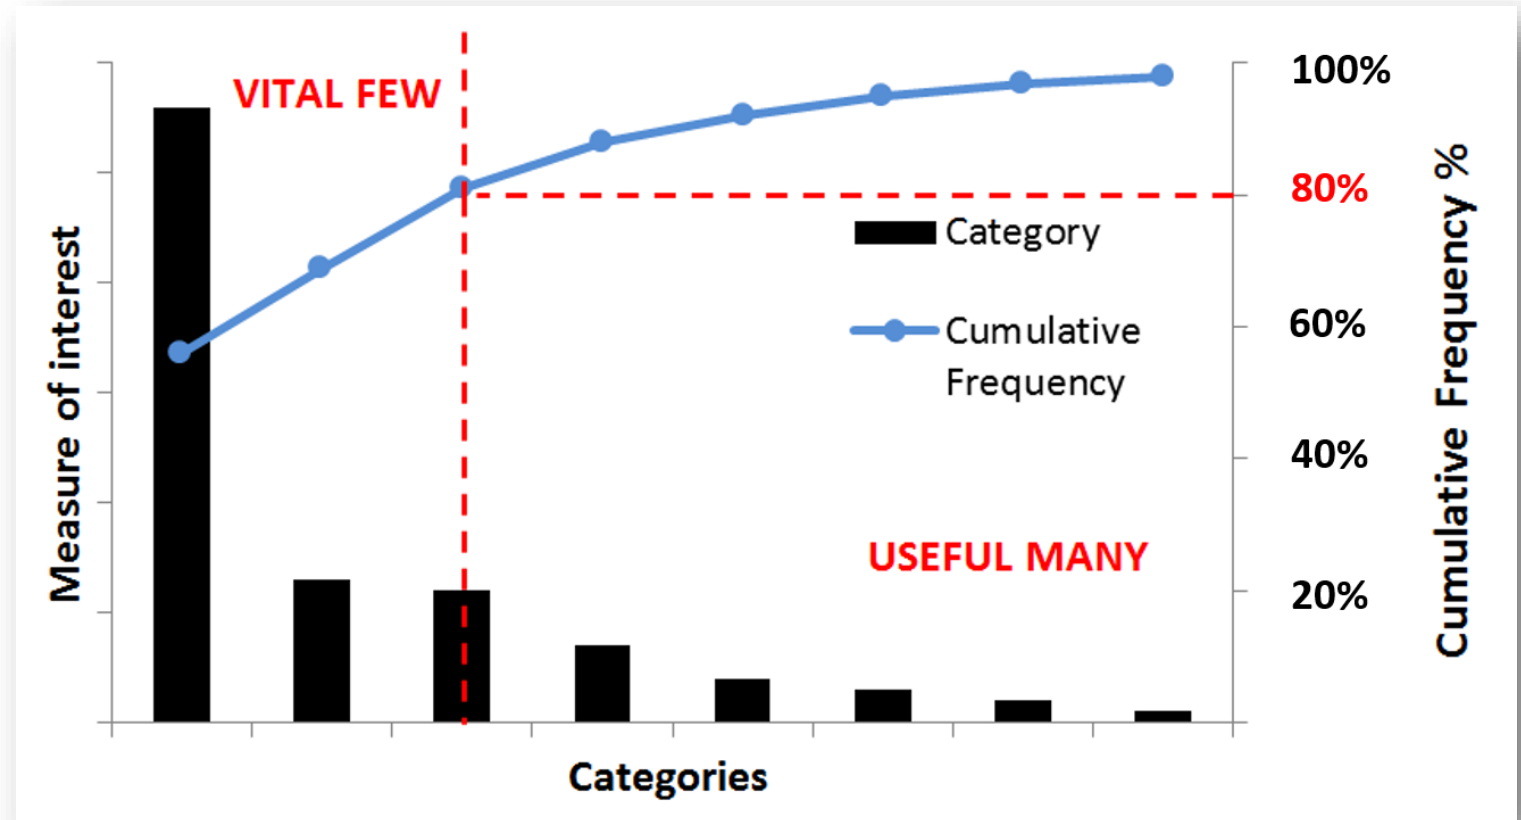 VITAL FEW
100%
80%
60%
40%
20%
Category
Cumulative
Frequency
USEFUL MANY
Measure of interest
Cumulative Frequency %
Categories